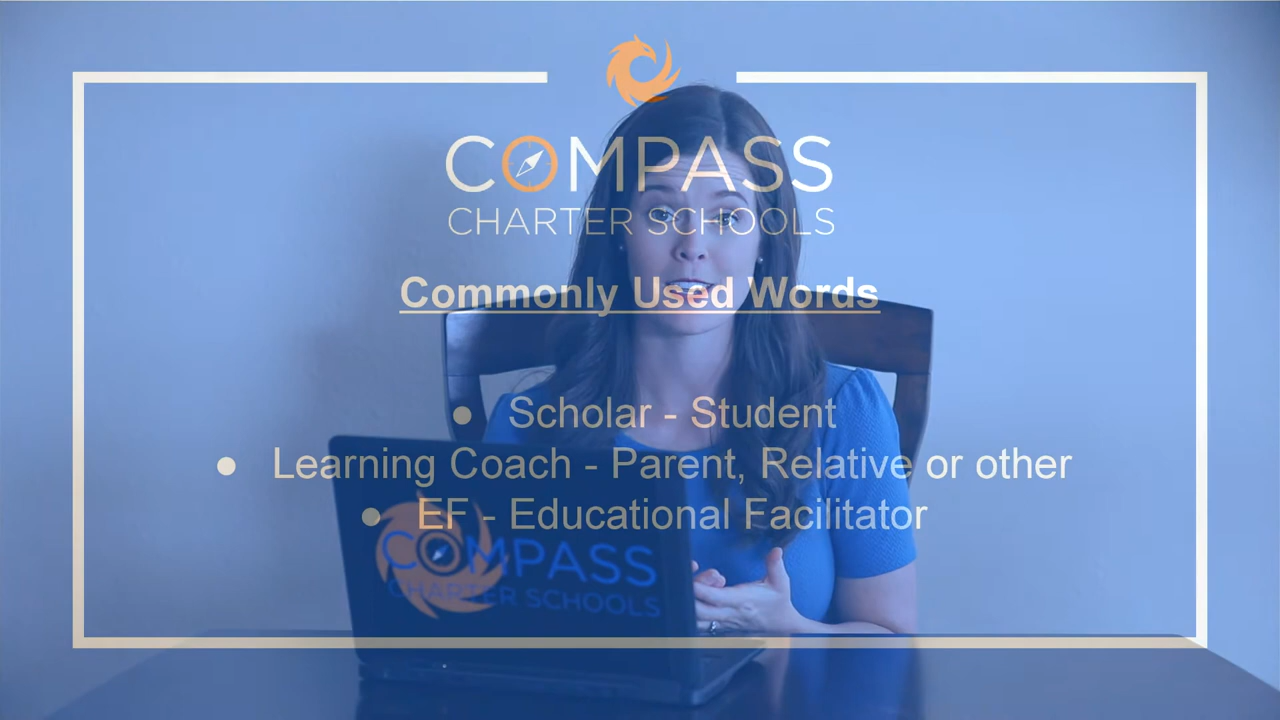 COMPASS
CHARTER SCHOOLS
Commonly Used Words
● Scholar - Student
● Learning Coach - Parent, Relative or other
● EF - Educational Facilitator
COMPASS
CHARTER SCHOOLS